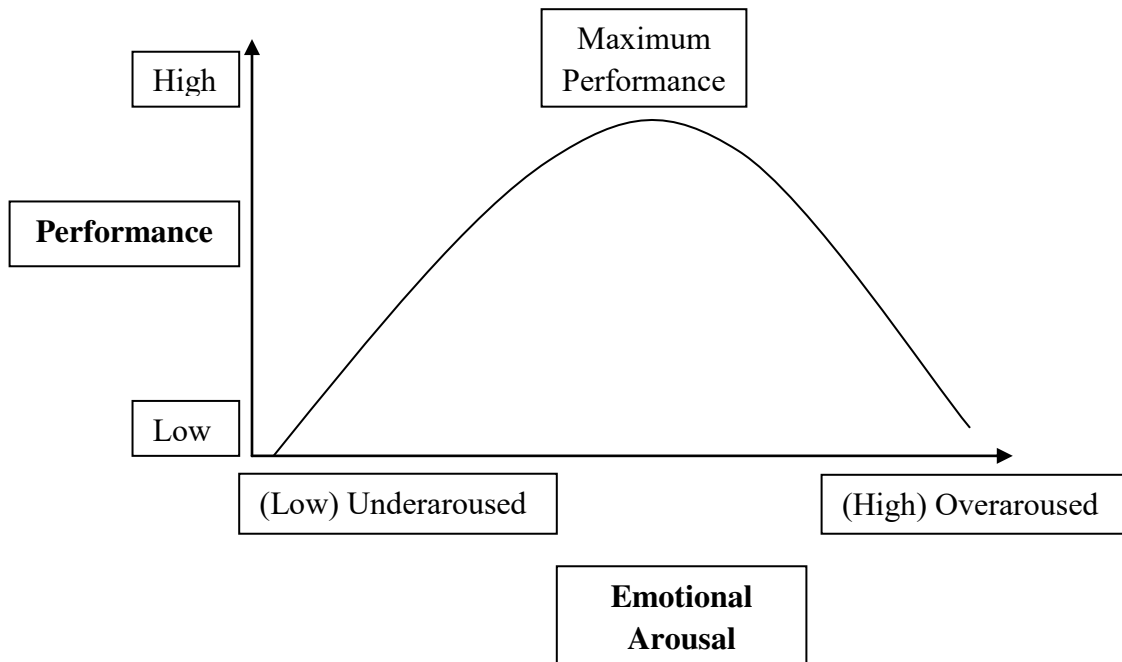 Maximum
Performance
High
Performance
Low
(Low) Underaroused
(High) Overaroused
Emotional
Arousal